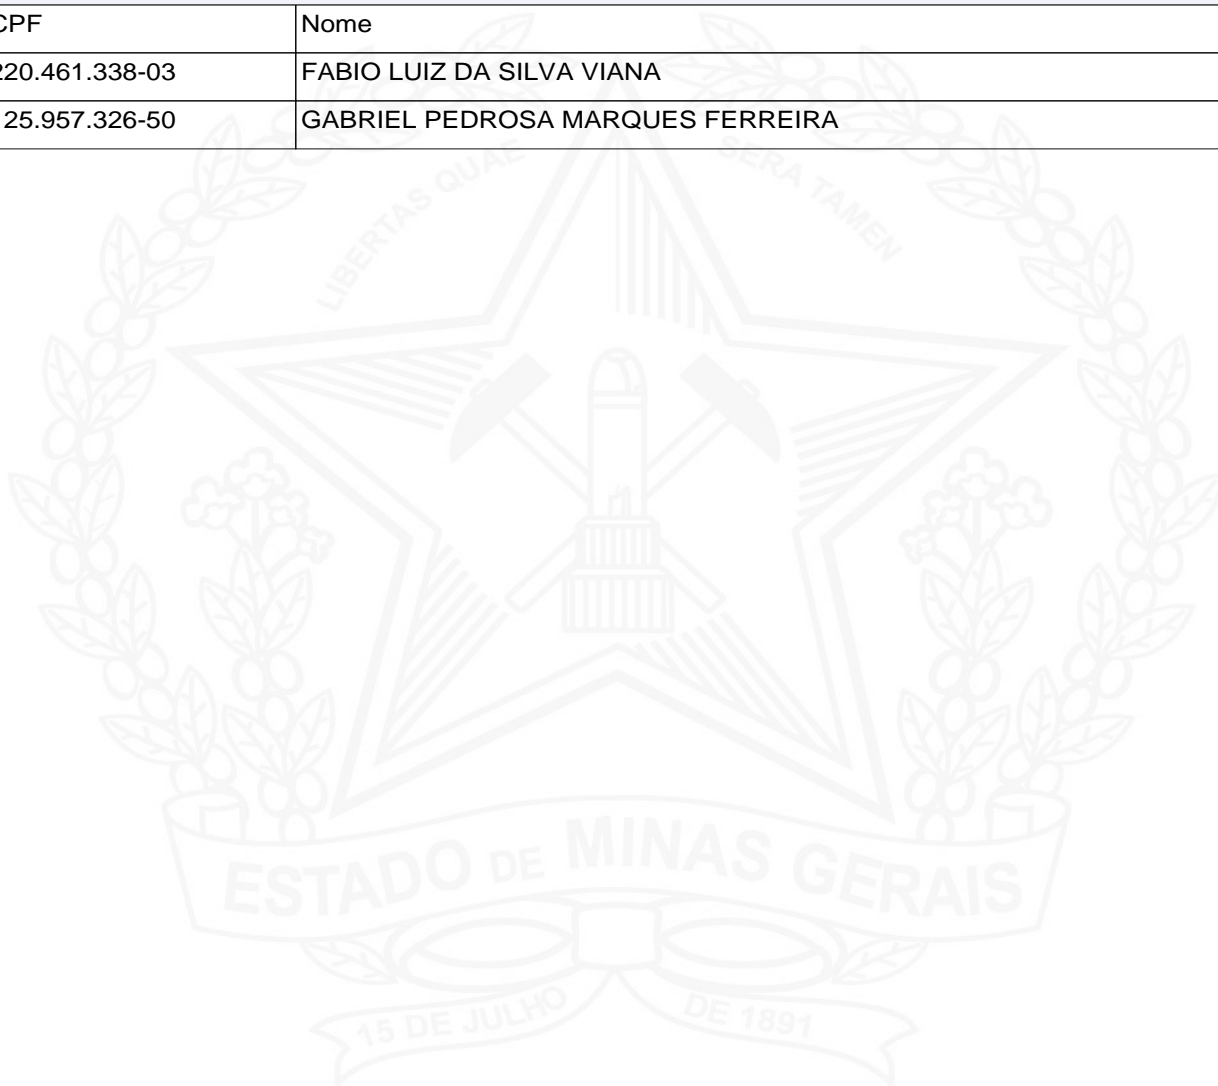 CPF Nome
220.461.338-03 FABIO LUIZ DA SILVA VIANA
25.957.326-50 GABRIEL PEDROSA MARQUES FERREIRA
LIBERTAS QUAE SERA TAMEN
ESTADO DE MINAS GERAIS
15 DE JULHO DE 1891